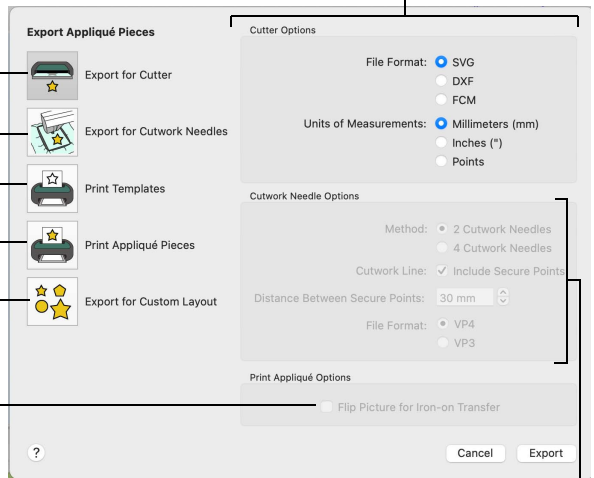 Export Appliqué Pieces
Export for Cutter
Export for Cutwork Needles
Print Templates
Print Appliqué Pieces
Export for Custom Layout
Cutter Options
File Format: SVG
DXF
FCM
Units of Measurements: Millimeters (mm)
Inches (")
Points
Cutwork Needle Options
Method: 2 Cutwork Needles
4 Cutwork Needles
Cutwork Line: Include Secure Points
Distance Between Secure Points: 30 mm
File Format: VP4
VP3
Print Appliqué Options
Flip Picture for Iron-on Transfer
? Cancel Export